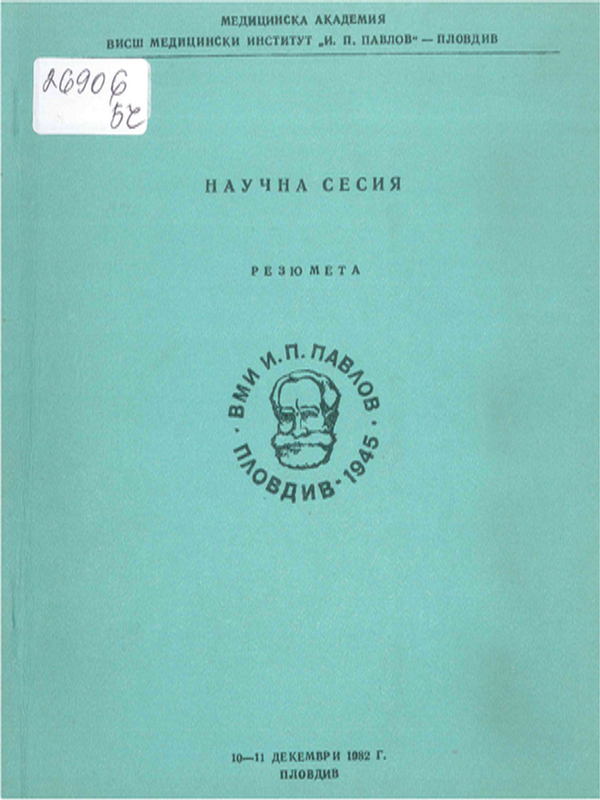 МЕДИЦИНСКА АКАДЕМИЯ
ВИСШ МЕДИЦИНСКИ ИНСТИТУТ „И. П. ПАВЛОВ“ — ПЛОВДИВ
26906
БС
НАУЧНА СЕСИЯ
РЕЗЮМЕТА
· ВМИ И. П. ПАВЛОВ ·
ПЛОВДИВ - 1945
10—11 ДЕКЕМВРИ 1982 Г.
ПЛОВДИВ